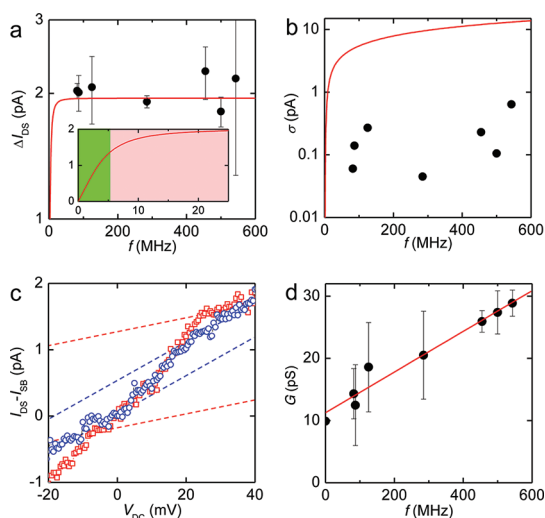 a
3
2
1
ΔI_DS (pA)
2
1
0
0 10 20
0 200 400 600
f (MHz)
b
10
1
0.1
0.01
σ (pA)
0 200 400 600
f (MHz)
c
2
1
0
-1
I_DS-I_SB (pA)
-20 0 20 40
V_DC (mV)
d
30
20
10
0
G (pS)
0 200 400 600
f (MHz)